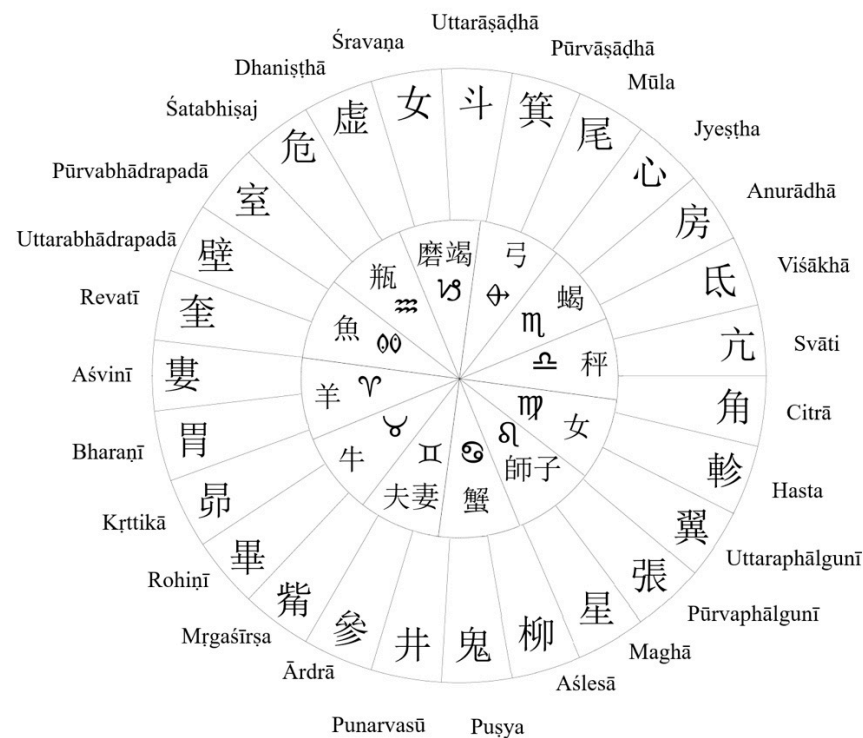 Uttarāṣāḍhā
Pūrvāṣāḍhā
Mūla
Jyeṣṭha
Anurādhā
Viśākhā
Svāti
Citrā
Hasta
Uttaraphālgunī
Pūrvaphālgunī
Maghā
Aślesā
Puṣya
Punarvasū
Ārdrā
Mṛgaśīrṣa
Rohiṇī
Kṛttikā
Bharaṇī
Aśvinī
Revatī
Uttarabhādrapadā
Pūrvabhādrapadā
Śatabhiṣaj
Dhaniṣṭhā
Śravaṇa
斗
箕
尾
心
房
氐
亢
角
軫
翼
張
星
柳
鬼
井
參
觜
畢
昴
胃
婁
奎
壁
室
危
虛
女
磨竭
♑
弓
♐
蝎
♏
秤
♎
女
♍
師子
♌
蟹
♋
夫妻
♊
牛
♉
羊
♈
魚
♓
瓶
♒